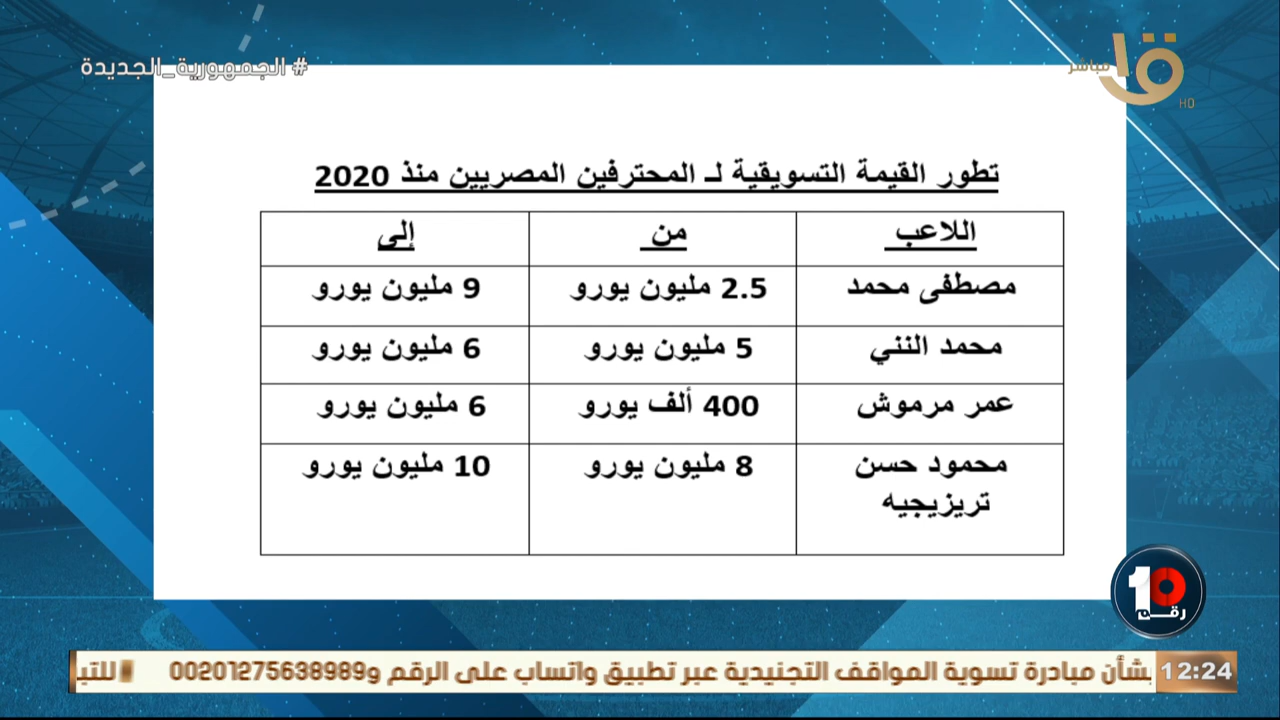 #الجمهورية_الجديدة
مباشر
HD
تطور القيمة التسويقية لـ المحترفين المصريين منذ 2020
اللاعب من إلى
مصطفى محمد 2.5 مليون يورو 9 مليون يورو
محمد النني 5 مليون يورو 6 مليون يورو
عمر مرموش 400 ألف يورو 6 مليون يورو
محمود حسن 8 مليون يورو 10 مليون يورو
تريزيجيه
رقم 10
12:24 بشأن مبادرة تسوية المواقف التجنيدية عبر تطبيق واتساب على الرقم و00201275638989